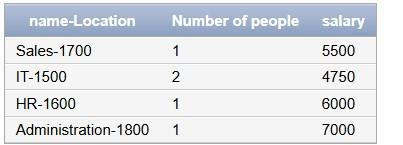 name-Location Number of people salary
Sales-1700 1 5500
IT-1500 2 4750
HR-1600 1 6000
Administration-1800 1 7000